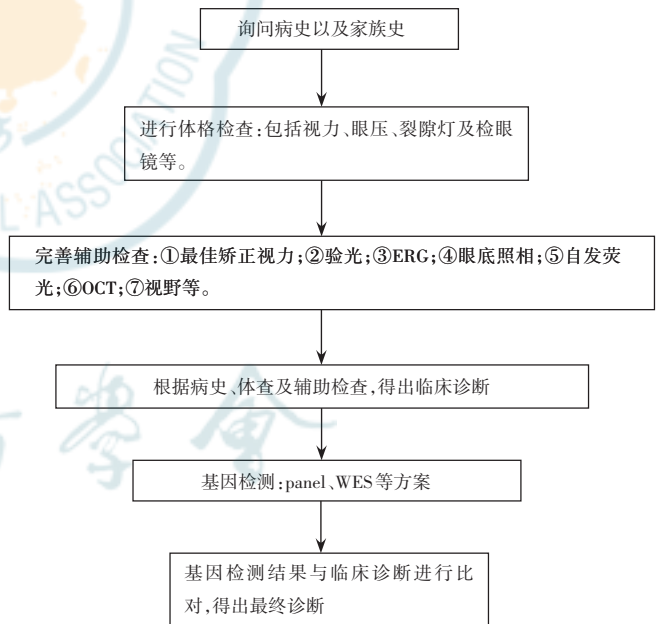 询问病史以及家族史
进行体格检查:包括视力、眼压、裂隙灯及检眼
镜等。
完善辅助检查:①最佳矫正视力;②验光;③ERG;④眼底照相;⑤自发荧
光;⑥OCT;⑦视野等。
根据病史、体查及辅助检查,得出临床诊断
基因检测:panel、WES等方案
基因检测结果与临床诊断进行比
对,得出最终诊断